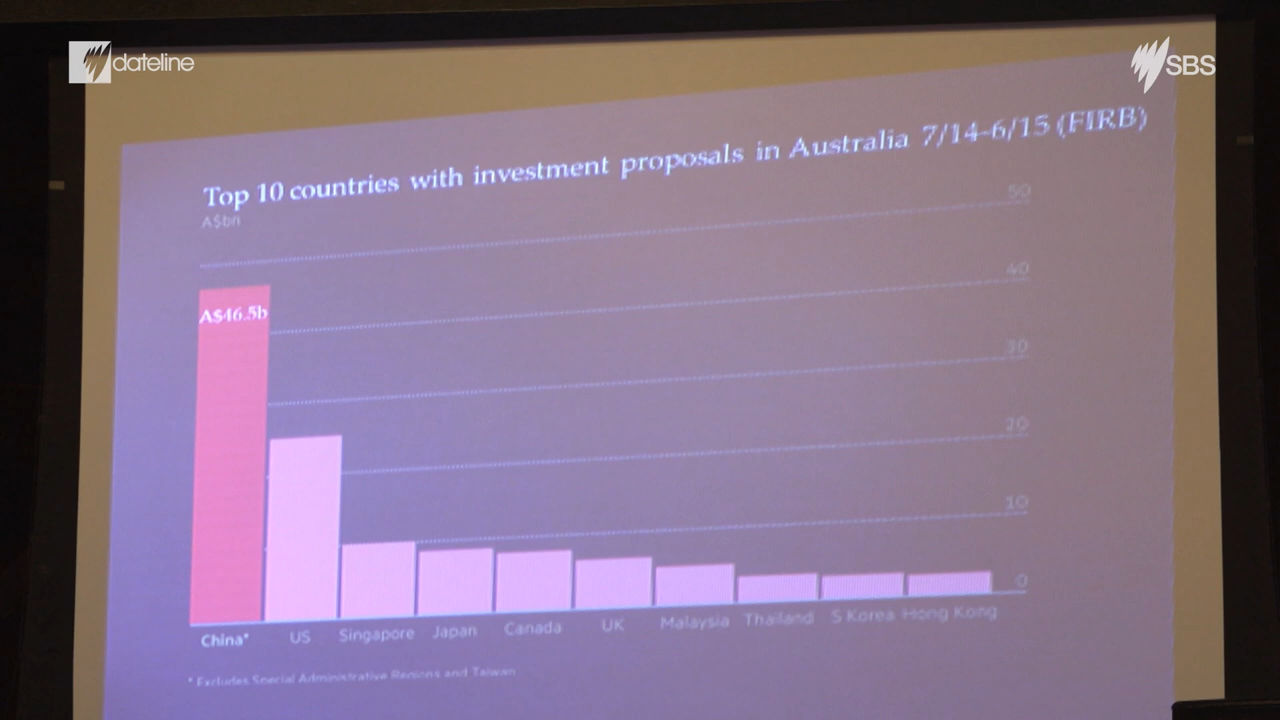 dateline
SBS
Top 10 countries with investment proposals in Australia 7/14-6/15 (FIRB)
A$bn
50
40
30
20
10
0
A$46.5b
China* US Singapore Japan Canada UK Malaysia Thailand S Korea Hong Kong
* Excludes Special Administrative Regions and Taiwan